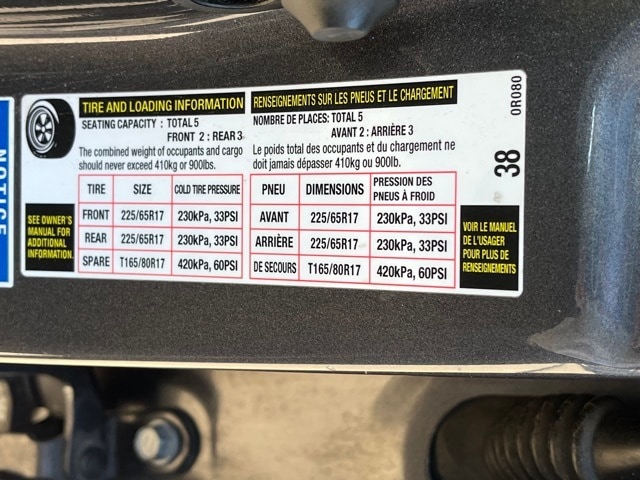 NOTICE
TIRE AND LOADING INFORMATION
SEATING CAPACITY : TOTAL 5
FRONT 2 : REAR 3
The combined weight of occupants and cargo
should never exceed 410kg or 900lbs.
SEE OWNER'S
MANUAL FOR
ADDITIONAL
INFORMATION.
TIRE SIZE COLD TIRE PRESSURE
FRONT 225/65R17 230kPa, 33PSI
REAR 225/65R17 230kPa, 33PSI
SPARE T165/80R17 420kPa, 60PSI
RENSEIGNEMENTS SUR LES PNEUS ET LE CHARGEMENT
NOMBRE DE PLACES: TOTAL 5
AVANT 2 : ARRIÈRE 3
Le poids total des occupants et du chargement ne
doit jamais dépasser 410kg ou 900lb.
PNEU DIMENSIONS PRESSION DES
PNEUS À FROID
AVANT 225/65R17 230kPa, 33PSI
ARRIÈRE 225/65R17 230kPa, 33PSI
DE SECOURS T165/80R17 420kPa, 60PSI
VOIR LE MANUEL
DE L'USAGER
POUR PLUS DE
RENSEIGNEMENTS
38
0R080